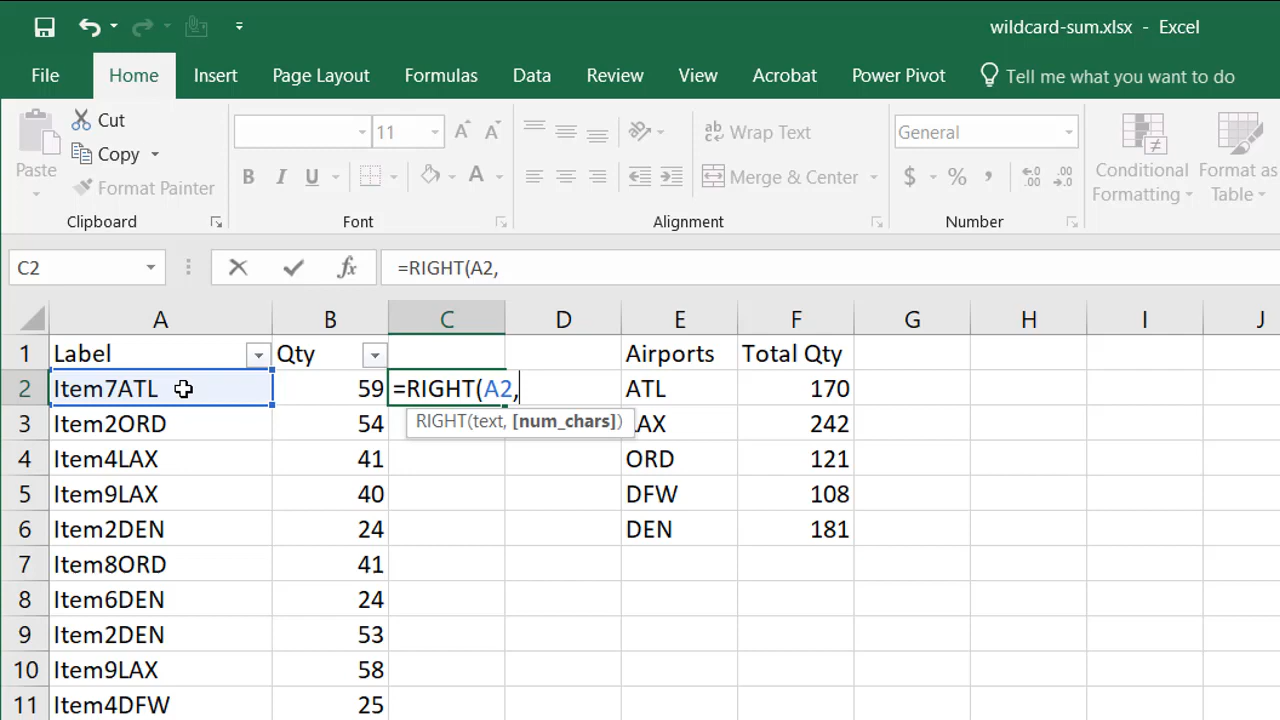 wildcard-sum.xlsx - Excel
File Home Insert Page Layout Formulas Data Review View Acrobat Power Pivot Tell me what you want to do
Paste
Cut
Copy
Format Painter
Clipboard
11
B I U A
Font
ab
Wrap Text
Merge & Center
Alignment
General
$ % ,
Number
Conditional
Formatting
Format as
Table
C2
fx
=RIGHT(A2,
A B C D E F G H I J
1 Label Qty Airports Total Qty
2 Item7ATL 59 =RIGHT(A2, ATL 170
RIGHT(text, [num_chars])
3 Item2ORD 54 LAX 242
4 Item4LAX 41 ORD 121
5 Item9LAX 40 DFW 108
6 Item2DEN 24 DEN 181
7 Item8ORD 41
8 Item6DEN 24
9 Item2DEN 53
10 Item9LAX 58
11 Item4DFW 25